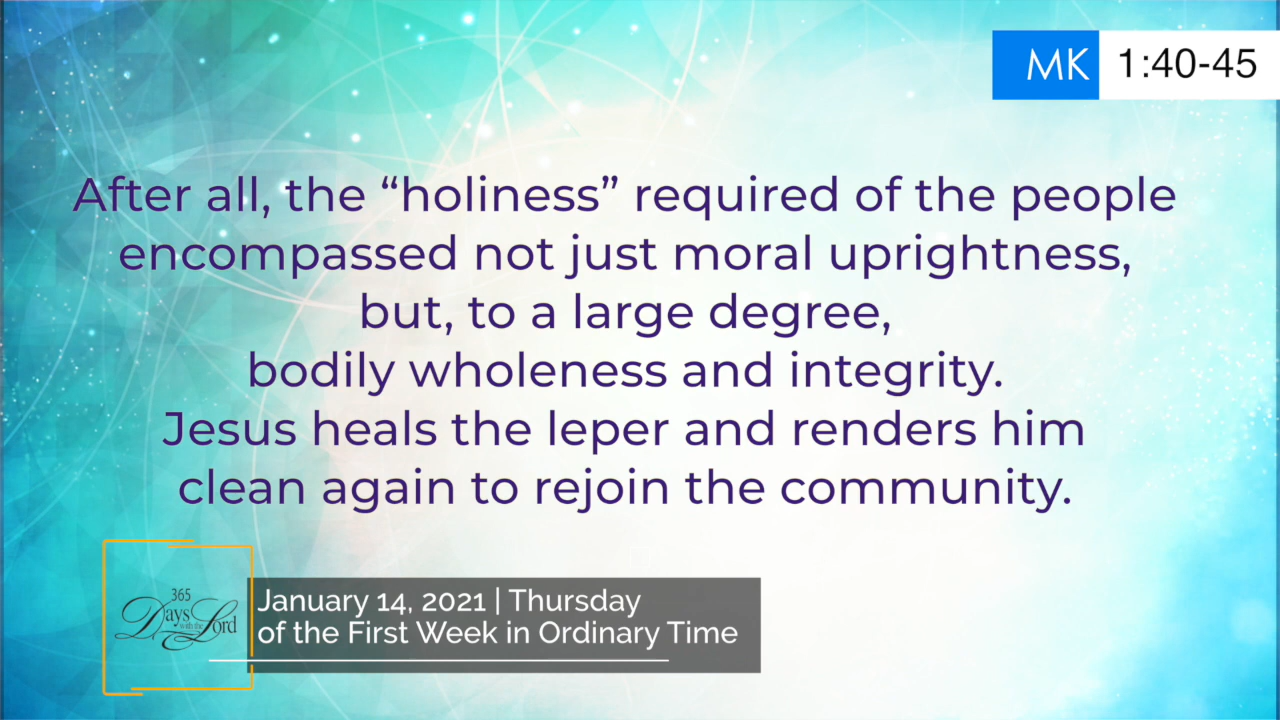 MK 1:40-45
After all, the “holiness” required of the people
encompassed not just moral uprightness,
but, to a large degree,
bodily wholeness and integrity.
Jesus heals the leper and renders him
clean again to rejoin the community.
365
Days with the Lord
January 14, 2021 | Thursday
of the First Week in Ordinary Time